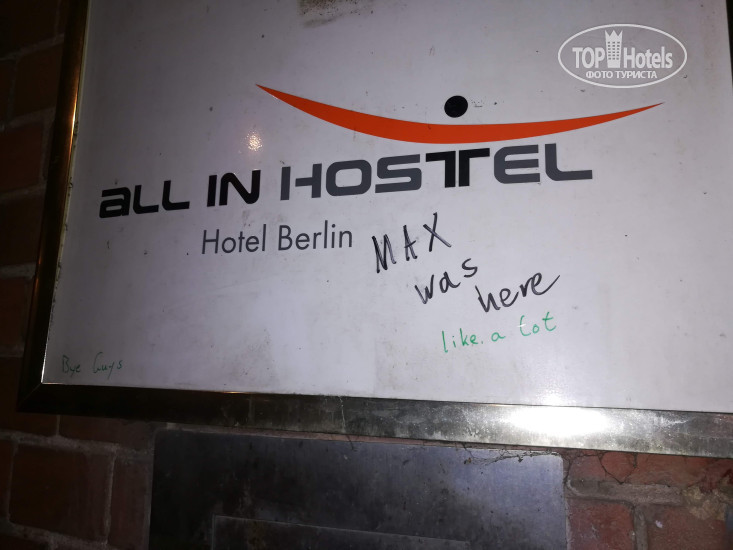 TOP Hotels
ФОТО ТУРИСТА
aLL IN HOSTEL
Hotel Berlin
MAX
was
here
like. a Lot
Bye Guys